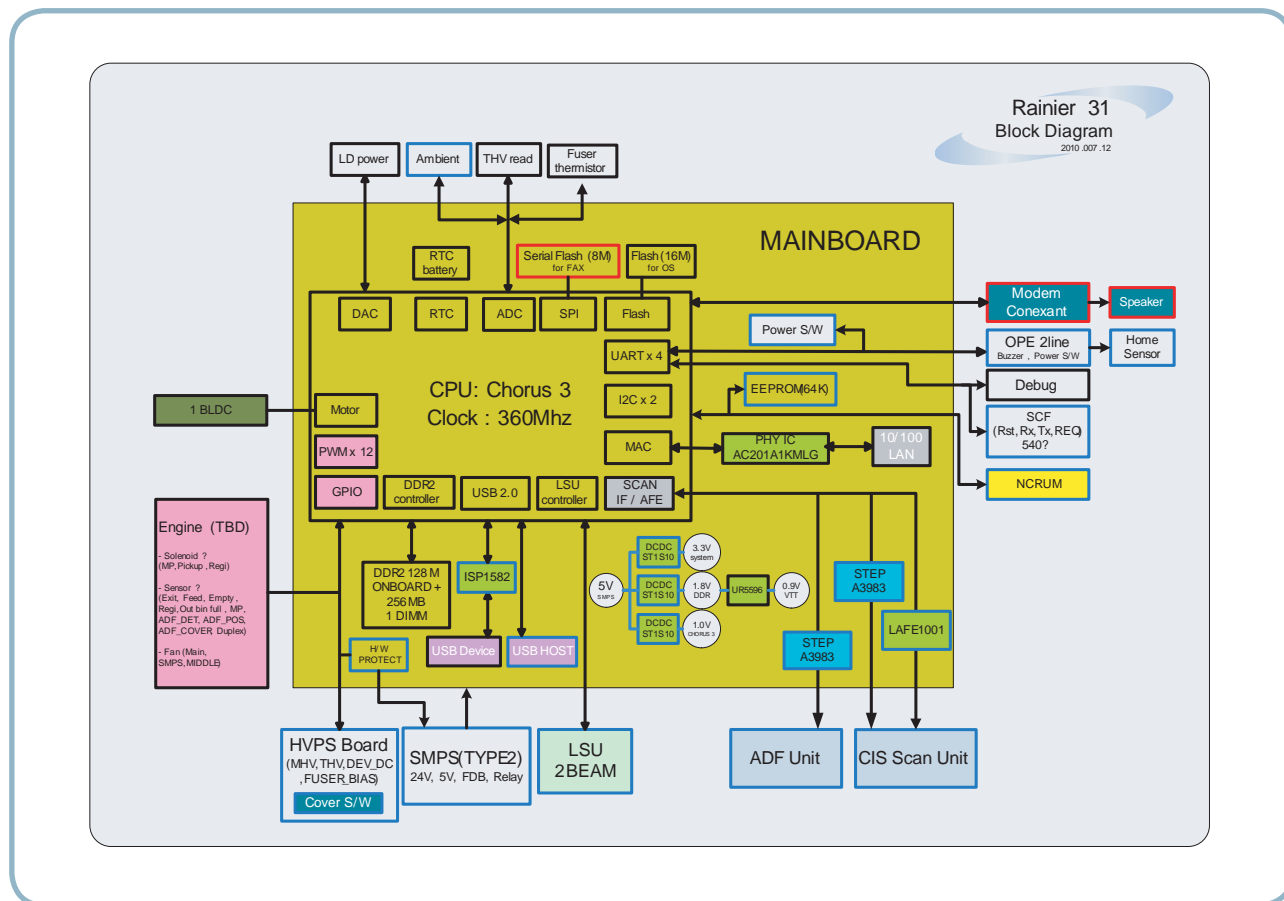 Rainier 31
Block Diagram
2010 .007 .12
LD power
Ambient
THV read
Fuser
thermistor
MAINBOARD
RTC
battery
Serial Flash (8M)
for FAX
Flash (16M)
for OS
DAC
RTC
ADC
SPI
Flash
Modem
Conexant
Speaker
Power S/W
OPE 2line
Buzzer , Power S/W
Home
Sensor
UART x 4
CPU: Chorus 3
Clock : 360Mhz
Debug
EEPROM(64K)
I2C x 2
1 BLDC
Motor
SCF
(Rst, Rx, Tx, REQ)
540?
MAC
PHY IC
AC201A1KMLG
10/100
LAN
PWM x 12
GPIO
DDR2
controller
USB 2.0
LSU
controller
SCAN
IF / AFE
NCRUM
Engine (TBD)
- Solenoid ?
(MP,Pickup , Regi)
- Sensor ?
(Exit, Feed, Empty ,
Regi,Out bin full , MP,
ADF_DET, ADF_POS,
ADF_COVER, Duplex)
- Fan (Main,
SMPS,MIDDLE)
DDR2 128 M
ONBOARD +
256 MB
1 DIMM
ISP1582
DCDC
ST1S10
3.3V
system
5V
SMPS
DCDC
ST1S10
1.8V
DDR
UR5596
0.9V
VTT
DCDC
ST1S10
1.0V
CHORUS 3
STEP
A3983
LAFE1001
STEP
A3983
H/W
PROTECT
USB Device
USB HOST
HVPS Board
(MHV,THV,DEV_DC
,FUSER_BIAS)
Cover S/W
SMPS(TYPE2)
24V, 5V, FDB, Relay
LSU
2BEAM
ADF Unit
CIS Scan Unit